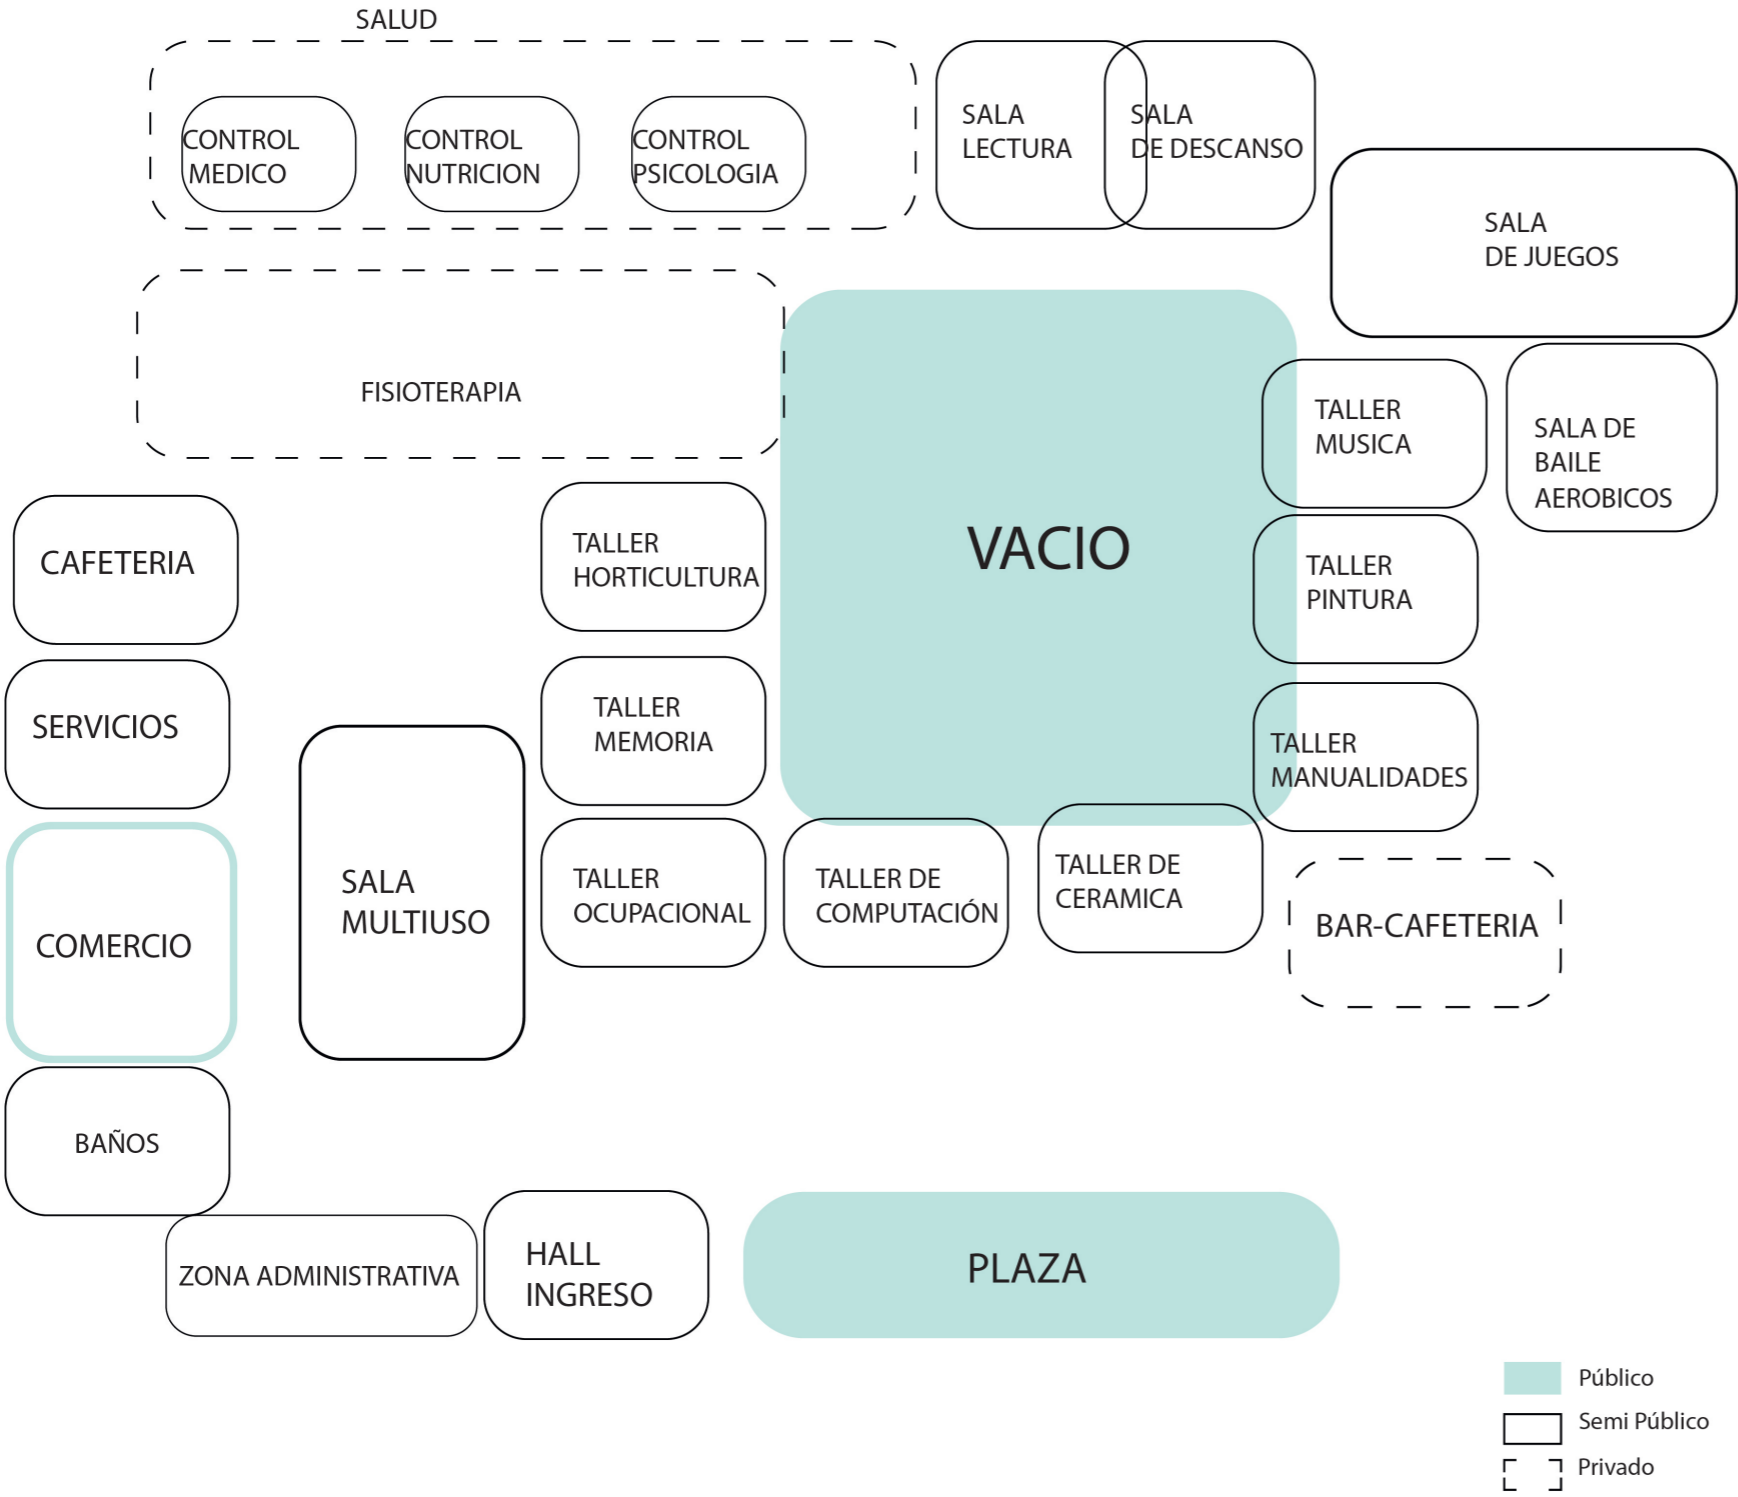 SALUD
CONTROL
MEDICO
CONTROL
NUTRICION
CONTROL
PSICOLOGIA
SALA
LECTURA
SALA
DE DESCANSO
SALA
DE JUEGOS
FISIOTERAPIA
TALLER
MUSICA
SALA DE
BAILE
AEROBICOS
CAFETERIA
TALLER
HORTICULTURA
VACIO
TALLER
PINTURA
SERVICIOS
TALLER
MEMORIA
TALLER
MANUALIDADES
COMERCIO
SALA
MULTIUSO
TALLER
OCUPACIONAL
TALLER DE
COMPUTACIÓN
TALLER DE
CERAMICA
BAR-CAFETERIA
BAÑOS
ZONA ADMINISTRATIVA
HALL
INGRESO
PLAZA
Público
Semi Público
Privado